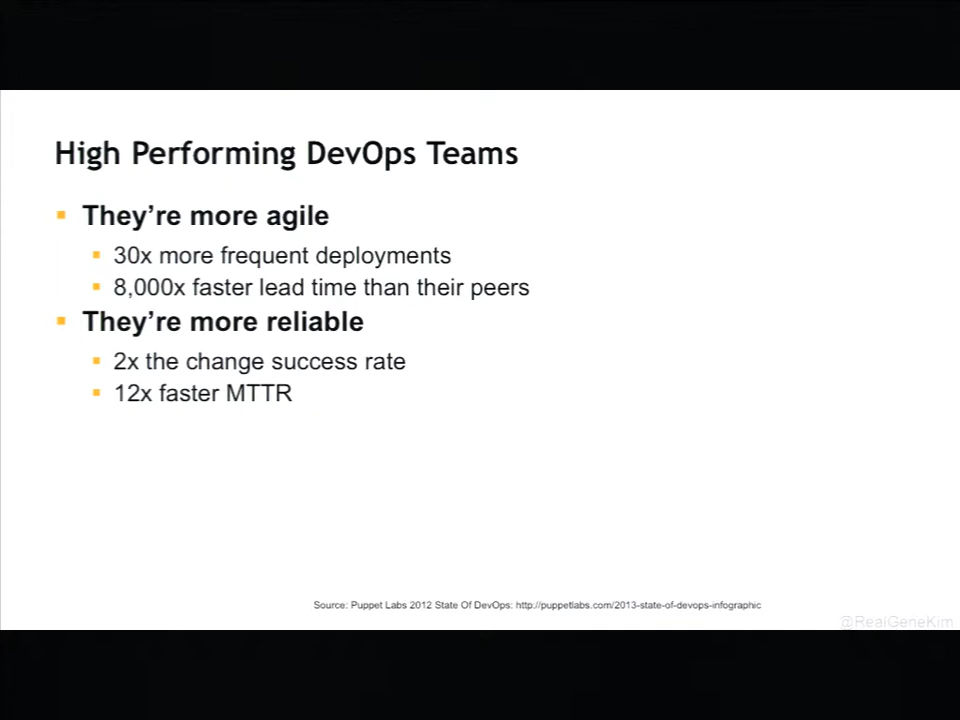 High Performing DevOps Teams
They’re more agile
30x more frequent deployments
8,000x faster lead time than their peers
They’re more reliable
2x the change success rate
12x faster MTTR
Source: Puppet Labs 2012 State Of DevOps: http://puppetlabs.com/2013-state-of-devops-infographic
@RealGeneKim